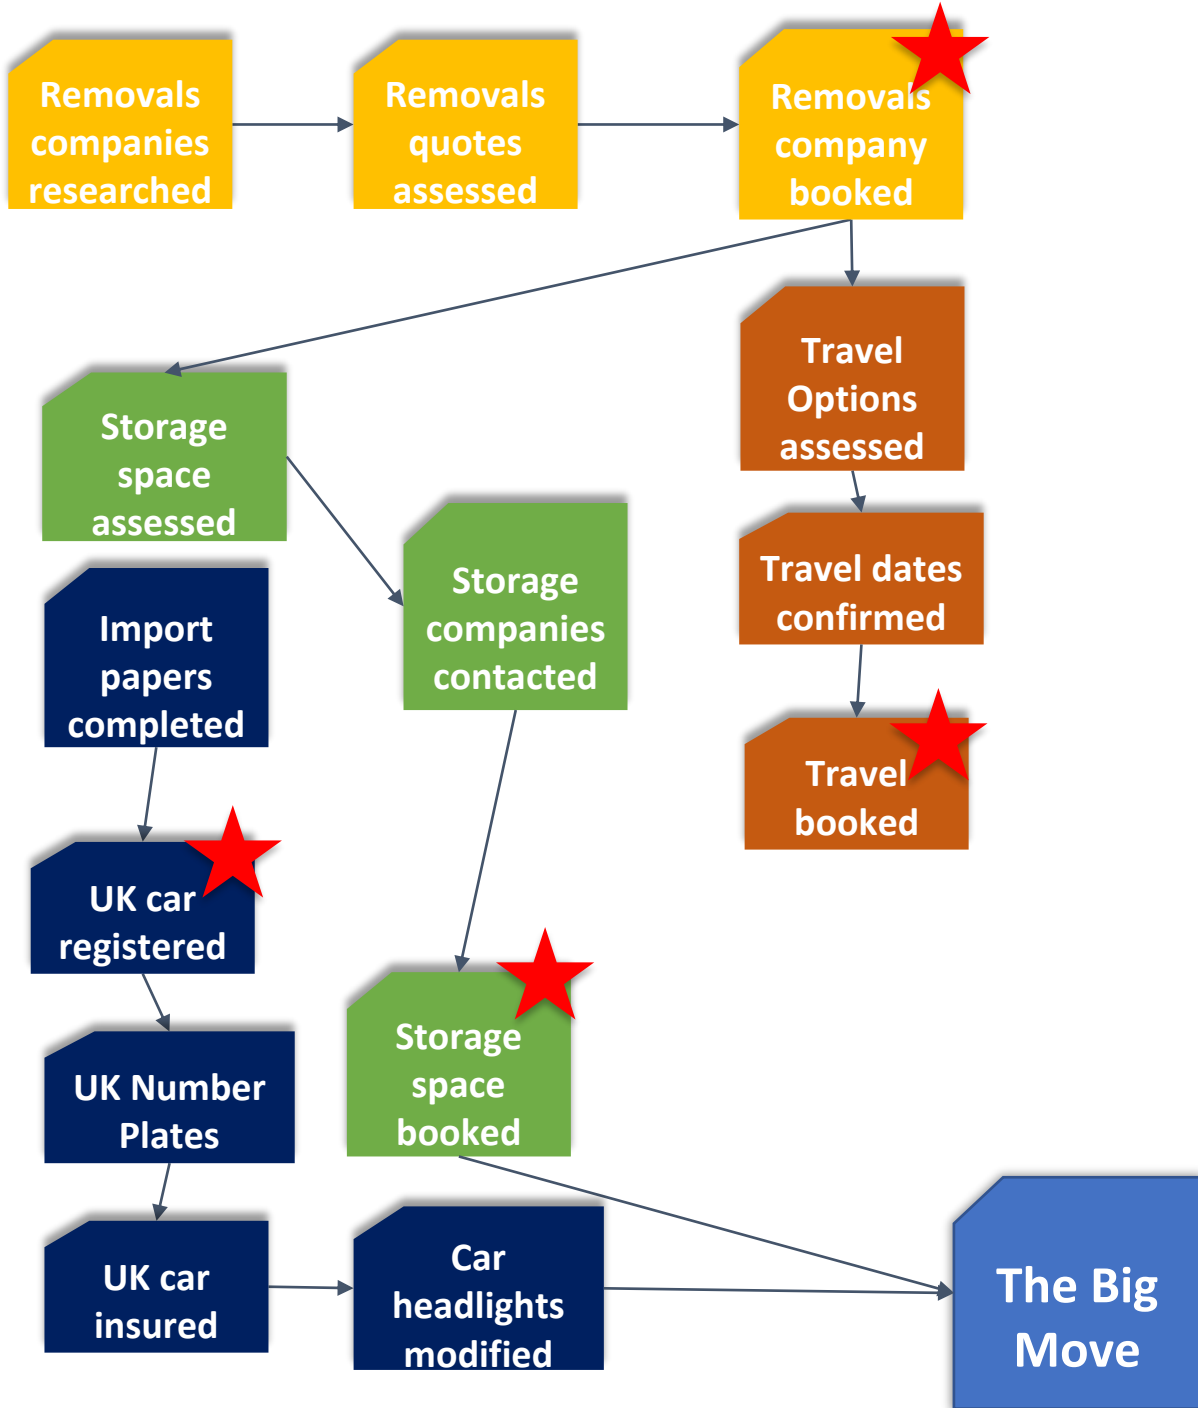 Removals
companies
researched
Removals
quotes
assessed
Removals
company
booked
Travel
Options
assessed
Storage
space
assessed
Storage
companies
contacted
Travel dates
confirmed
Import
papers
completed
Travel
booked
UK car
registered
Storage
space
booked
UK Number
Plates
UK car
insured
Car
headlights
modified
The Big
Move